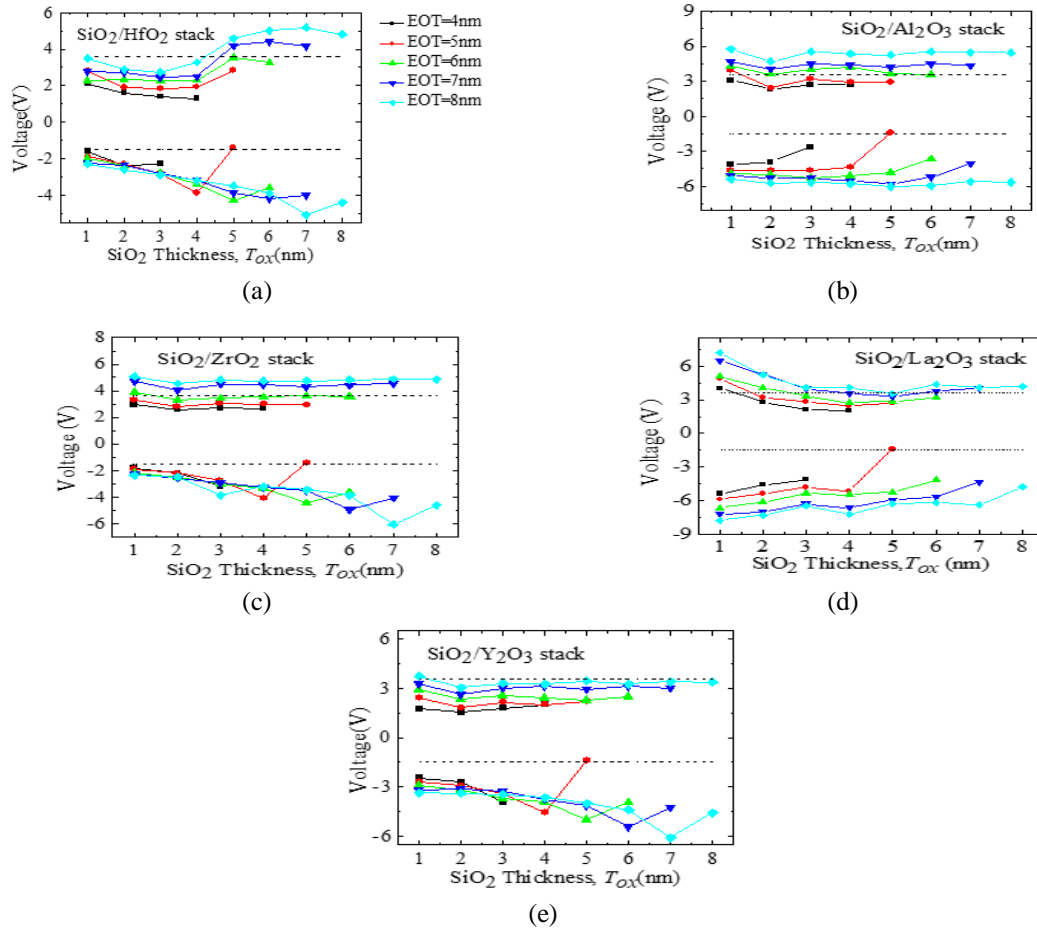 SiO2/HfO2 stack
EOT=4nm
EOT=5nm
EOT=6nm
EOT=7nm
EOT=8nm
6
4
2
0
-2
-4
Voltage(V)
1 2 3 4 5 6 7 8
SiO2 Thickness, Tox(nm)
(a)
SiO2/Al2O3 stack
9
6
3
0
-3
-6
Voltage (V)
1 2 3 4 5 6 7 8
SiO2 Thickness, Tox(nm)
(b)
SiO2/ZrO2 stack
8
6
4
2
0
-2
-4
-6
Voltage (V)
1 2 3 4 5 6 7 8
SiO2 Thickness, Tox(nm)
(c)
SiO2/La2O3 stack
6
3
0
-3
-6
-9
Voltage (V)
1 2 3 4 5 6 7 8
SiO2 Thickness,Tox (nm)
(d)
SiO2/Y2O3 stack
6
3
0
-3
-6
Voltage(V)
1 2 3 4 5 6 7 8
SiO2 Thickness, Tox(nm)
(e)